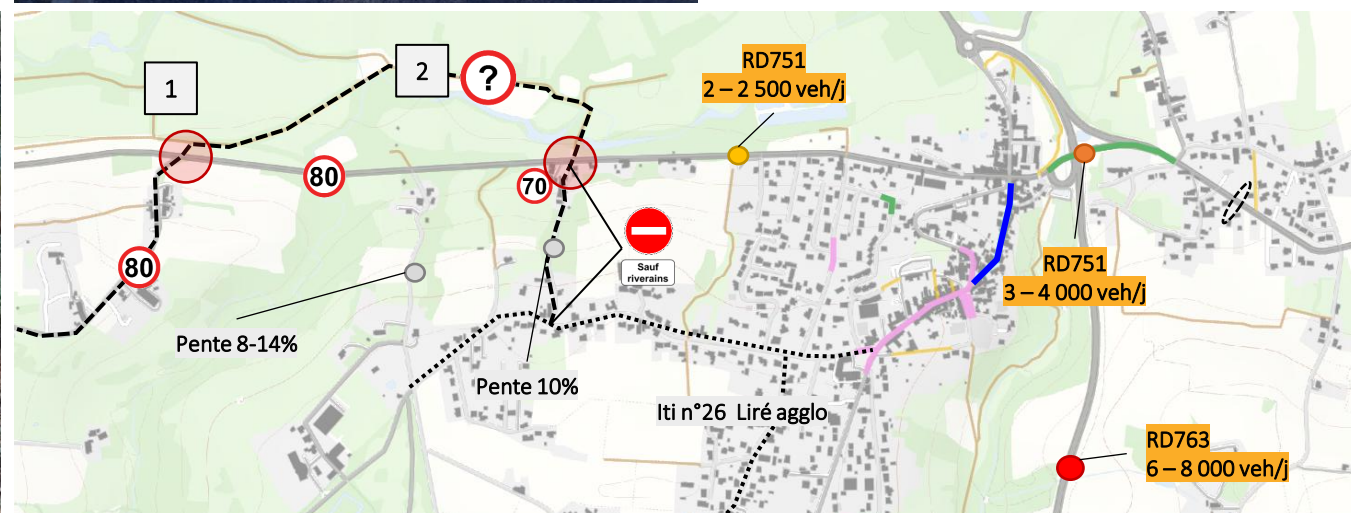 1
2
?
RD751
2 – 2 500 veh/j
80
70
80
Sauf
riverains
RD751
3 – 4 000 veh/j
Pente 8-14%
Pente 10%
Iti n°26 Liré agglo
RD763
6 – 8 000 veh/j